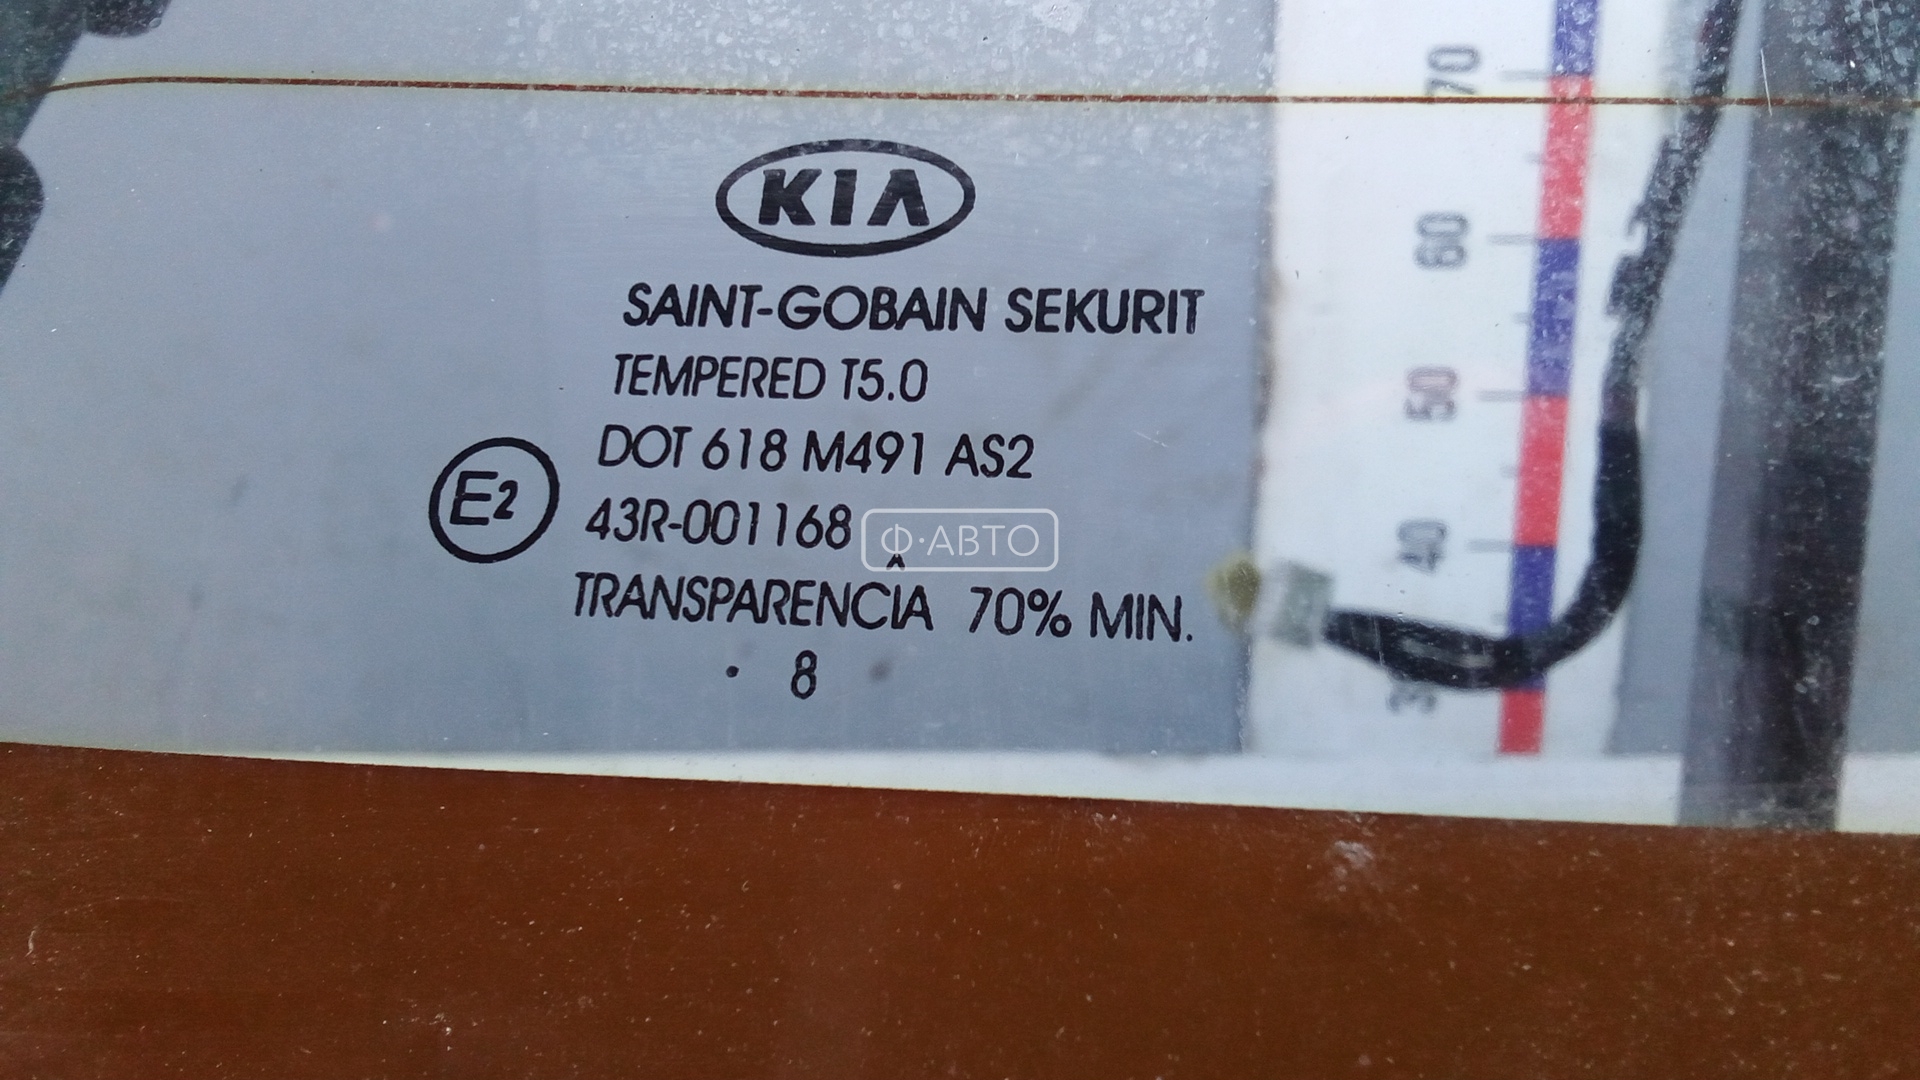 KIA
SAINT-GOBAIN SEKURIT
TEMPERED T5.0
DOT 618 M491 AS2
E2
43R-001168
Ф·АВТО
TRANSPARENCÎA 70% MIN.
· 8
70
60
50
40